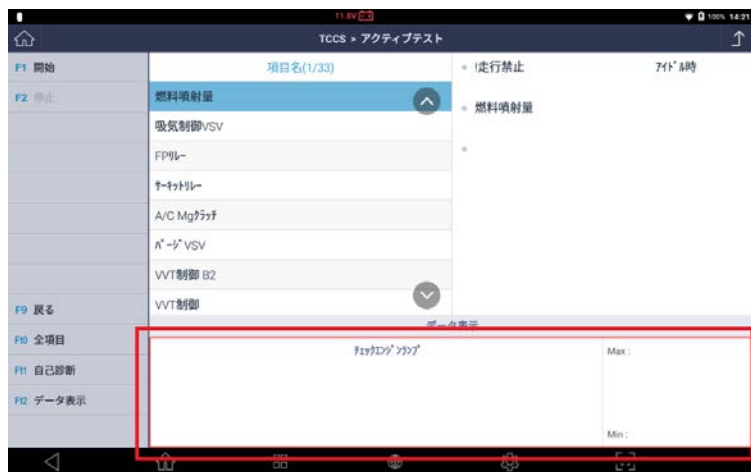 11.8V
100% 14:21
TCCS > アクティブテスト
F1 開始
F2 停止
F9 戻る
F10 全項目
F11 自己診断
F12 データ表示
項目名(1/33)
燃料噴射量
吸気制御VSV
FPﾘﾚｰ
ｻｰｷｯﾄﾘﾚｰ
A/C Mgｸﾗｯﾁ
ﾊﾟｰｼﾞVSV
VVT制御 B2
VVT制御
!走行禁止 ｱｲﾄﾞﾙ時
燃料噴射量
データ表示
ﾁｪｯｸｴﾝｼﾞﾝﾗﾝﾌﾟ
Max :
Min :